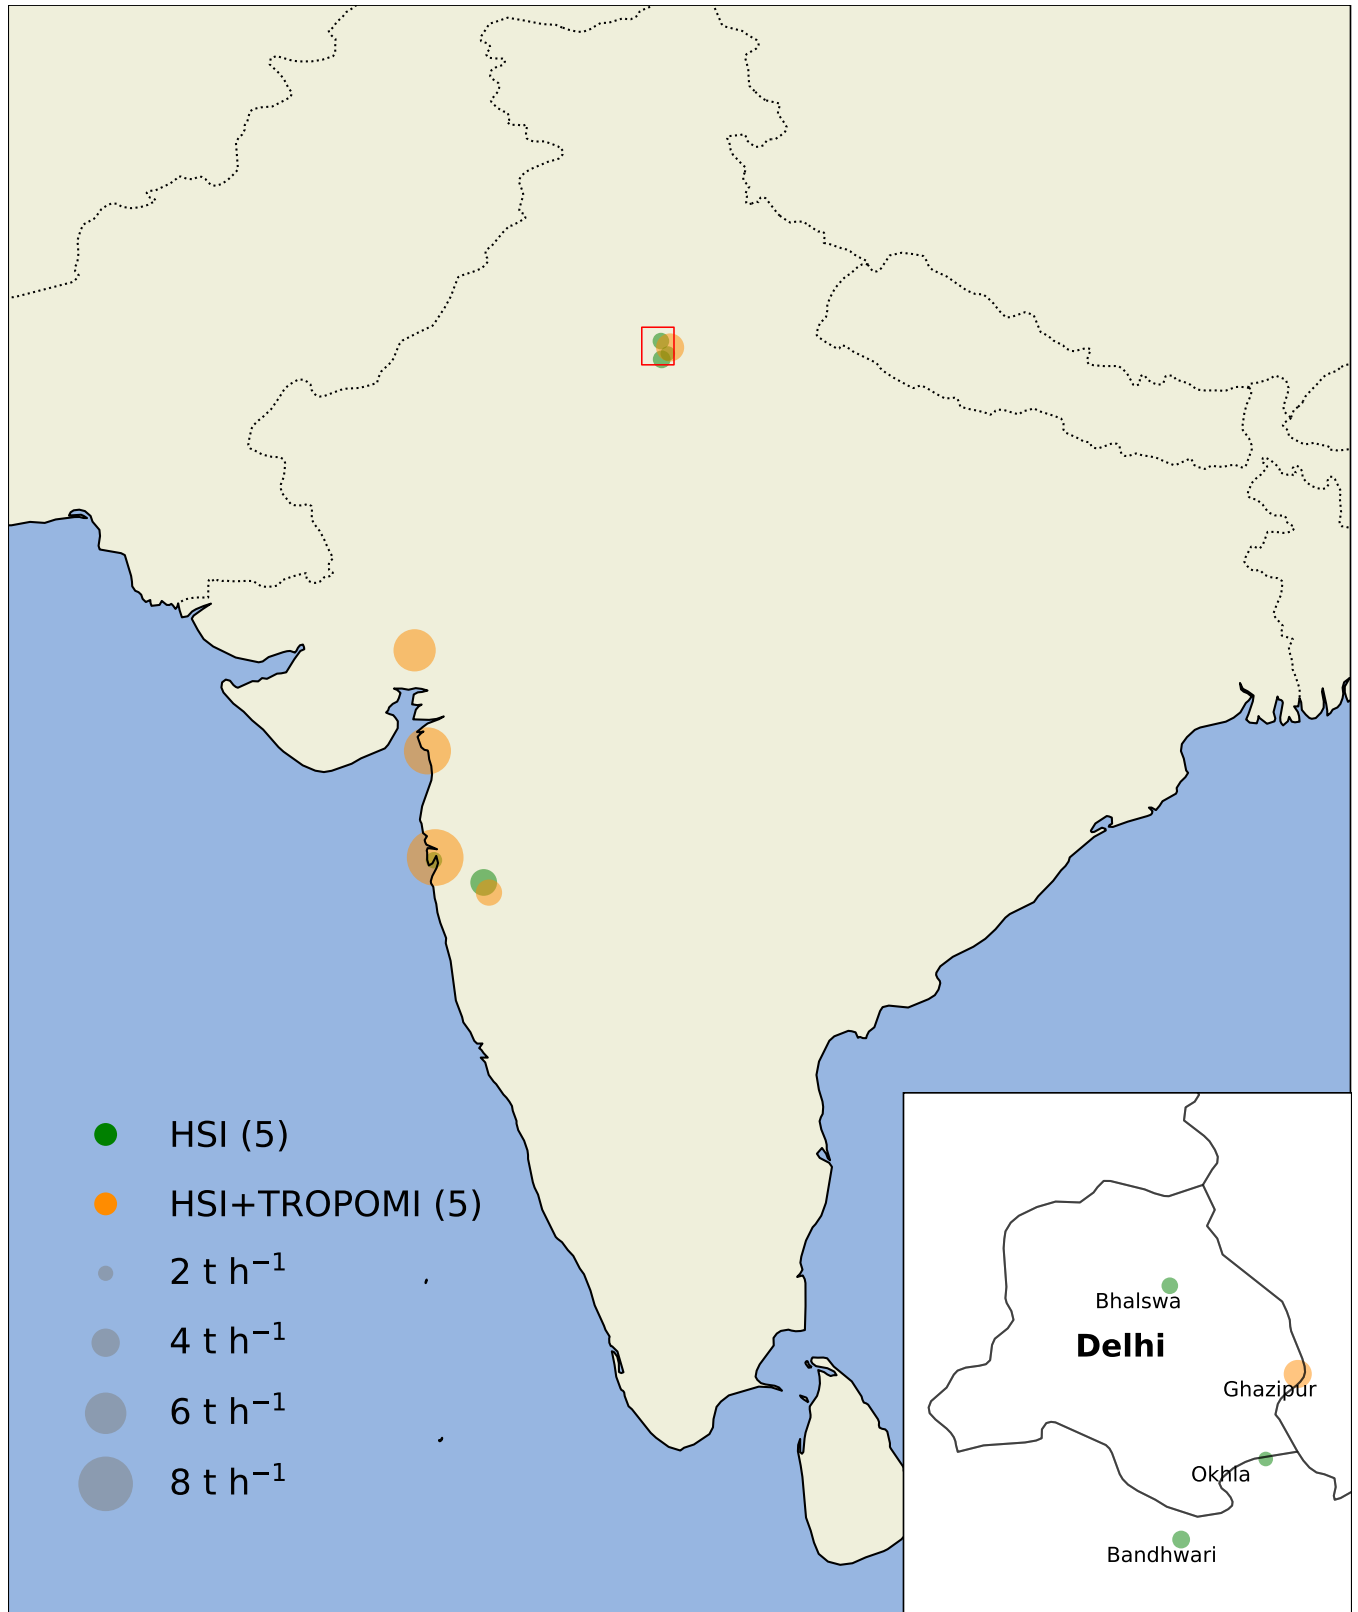 HSI (5)
HSI+TROPOMI (5)
2 t h⁻¹
4 t h⁻¹
6 t h⁻¹
8 t h⁻¹
Bhalswa
Delhi
Ghazipur
Okhla
Bandhwari